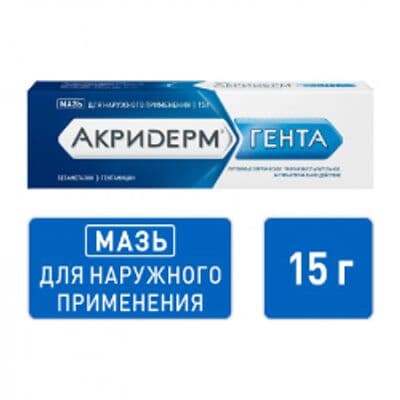 МАЗЬ ДЛЯ НАРУЖНОГО ПРИМЕНЕНИЯ | 15 г
АКРИДЕРМ® ГЕНТА
БЕТАМЕТАЗОН + ГЕНТАМИЦИН
МАЗЬ
ДЛЯ НАРУЖНОГО
ПРИМЕНЕНИЯ
15 г